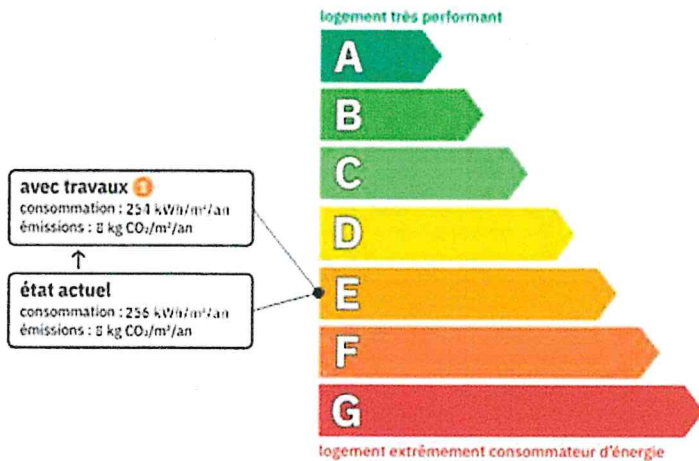 logement très performant
A
B
C
avec travaux 1
consommation : 254 kWh/m²/an
émissions : 8 kg CO₂/m²/an
D
↑
état actuel
consommation : 256 kWh/m²/an
émissions : 8 kg CO₂/m²/an
E
F
G
logement extrêmement consommateur d'énergie